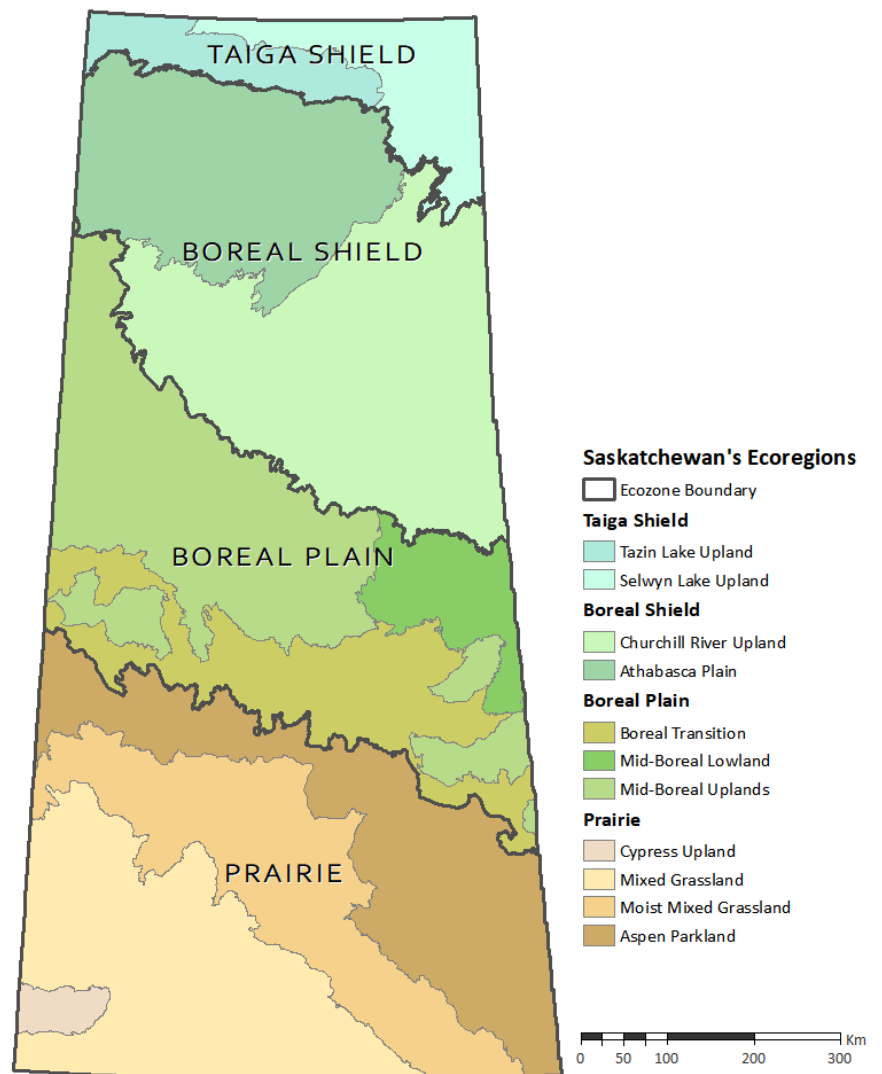 TAIGA SHIELD
BOREAL SHIELD
BOREAL PLAIN
PRAIRIE
Saskatchewan's Ecoregions
Ecozone Boundary
Taiga Shield
Tazin Lake Upland
Selwyn Lake Upland
Boreal Shield
Churchill River Upland
Athabasca Plain
Boreal Plain
Boreal Transition
Mid-Boreal Lowland
Mid-Boreal Uplands
Prairie
Cypress Upland
Mixed Grassland
Moist Mixed Grassland
Aspen Parkland
Km
0 50 100 200 300